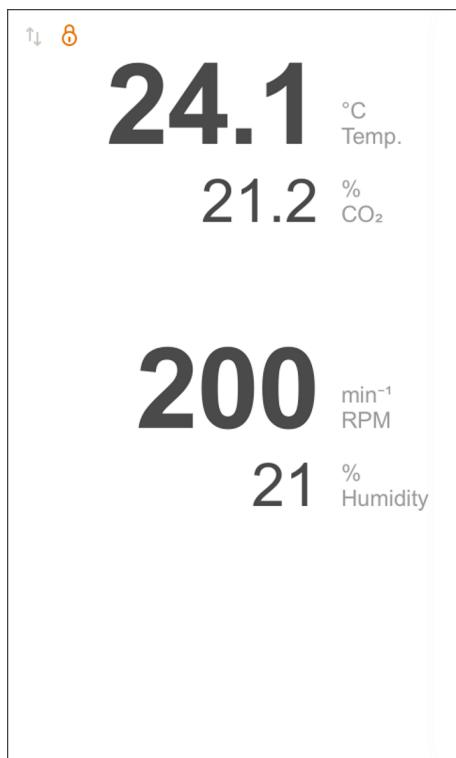 24.1 °C
Temp.
21.2 %
CO₂
200 min⁻¹
RPM
21 %
Humidity